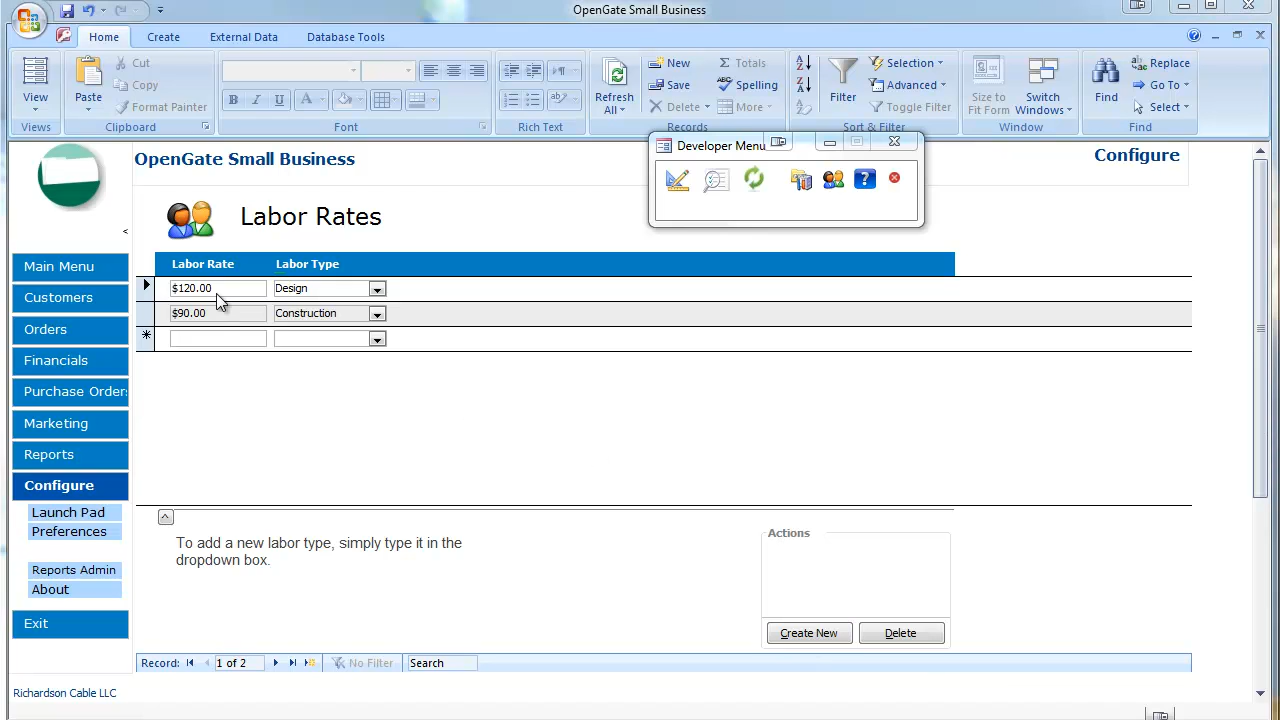 OpenGate Small Business
Home Create External Data Database Tools
View
Views
Paste
Cut
Copy
Format Painter
Clipboard
B I U A
Font
Rich Text
Refresh All
New
Save
Delete
Totals
Spelling
More
Records
Filter
Selection
Advanced
Toggle Filter
Sort & Filter
Size to Fit Form
Switch Windows
Window
Find
Replace
Go To
Select
Find
Developer Menu
OpenGate Small Business
Configure
<
Labor Rates
Labor Rate Labor Type
$120.00 Design
$90.00 Construction
Main Menu
Customers
Orders
Financials
Purchase Order
Marketing
Reports
Configure
Launch Pad
Preferences
Reports Admin
About
Exit
To add a new labor type, simply type it in the
dropdown box.
Actions
Create New Delete
Record: 1 of 2 No Filter Search
Richardson Cable LLC